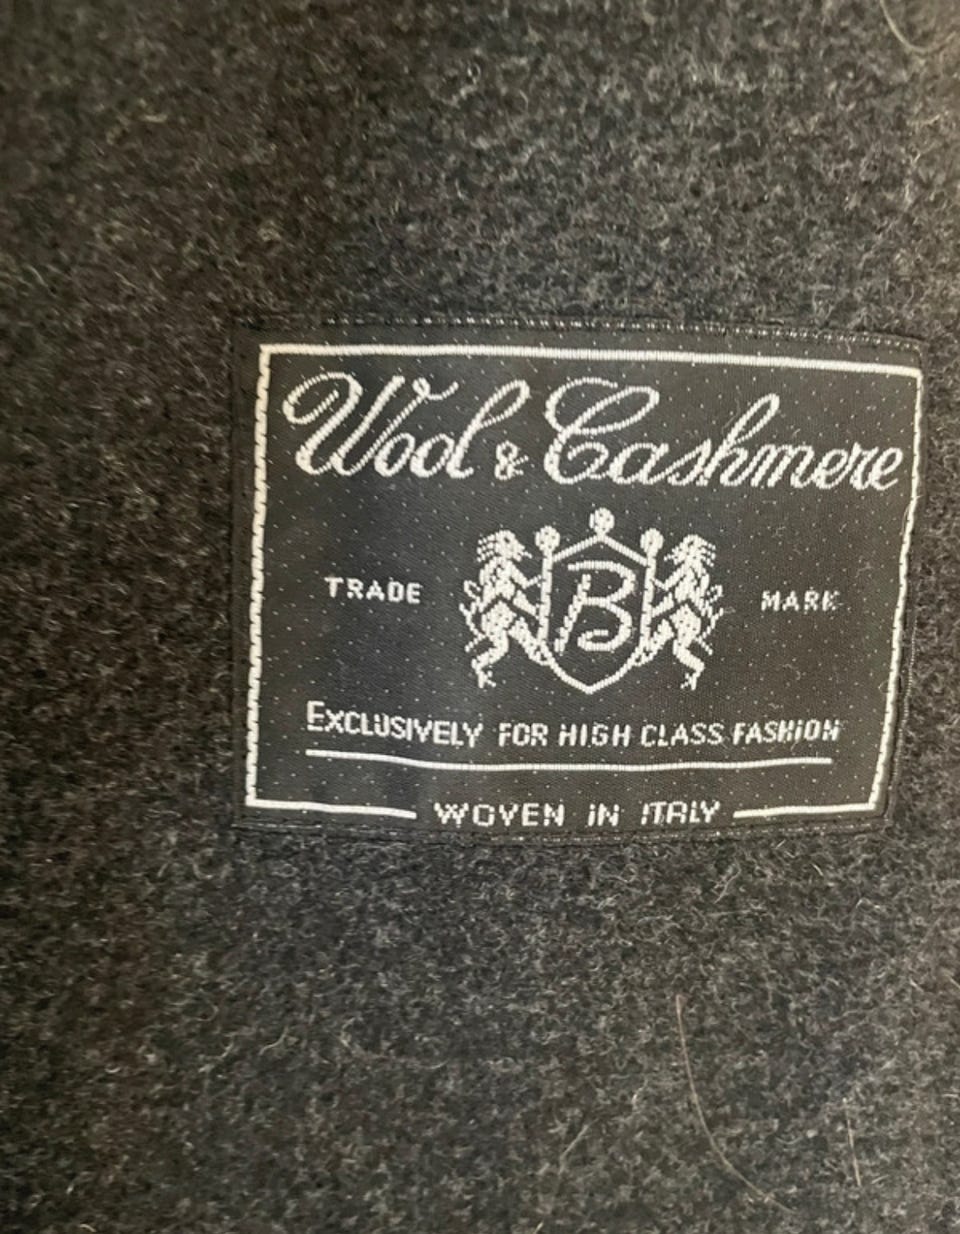 Wool & Cashmere
TRADE B MARK
EXCLUSIVELY FOR HIGH CLASS FASHION
WOVEN IN ITALY